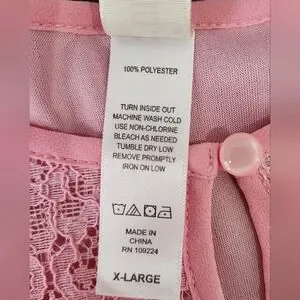 100% POLYESTER
TURN INSIDE OUT
MACHINE WASH COLD
USE NON-CHLORINE
BLEACH AS NEEDED
TUMBLE DRY LOW
REMOVE PROMPTLY
IRON ON LOW
MADE IN
CHINA
RN 109224
X-LARGE